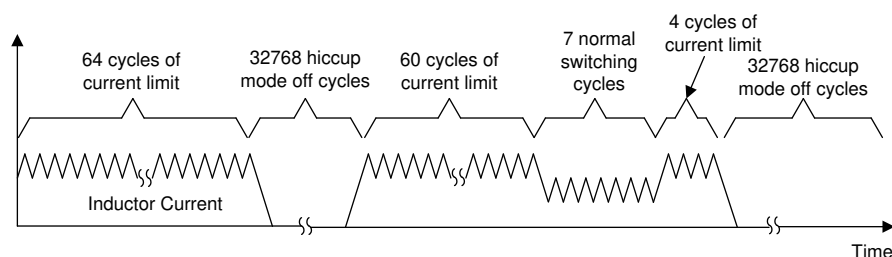 64 cycles of
current limit
32768 hiccup
mode off cycles
60 cycles of
current limit
7 normal
switching
cycles
4 cycles of
current limit
32768 hiccup
mode off cycles
Inductor Current
Time